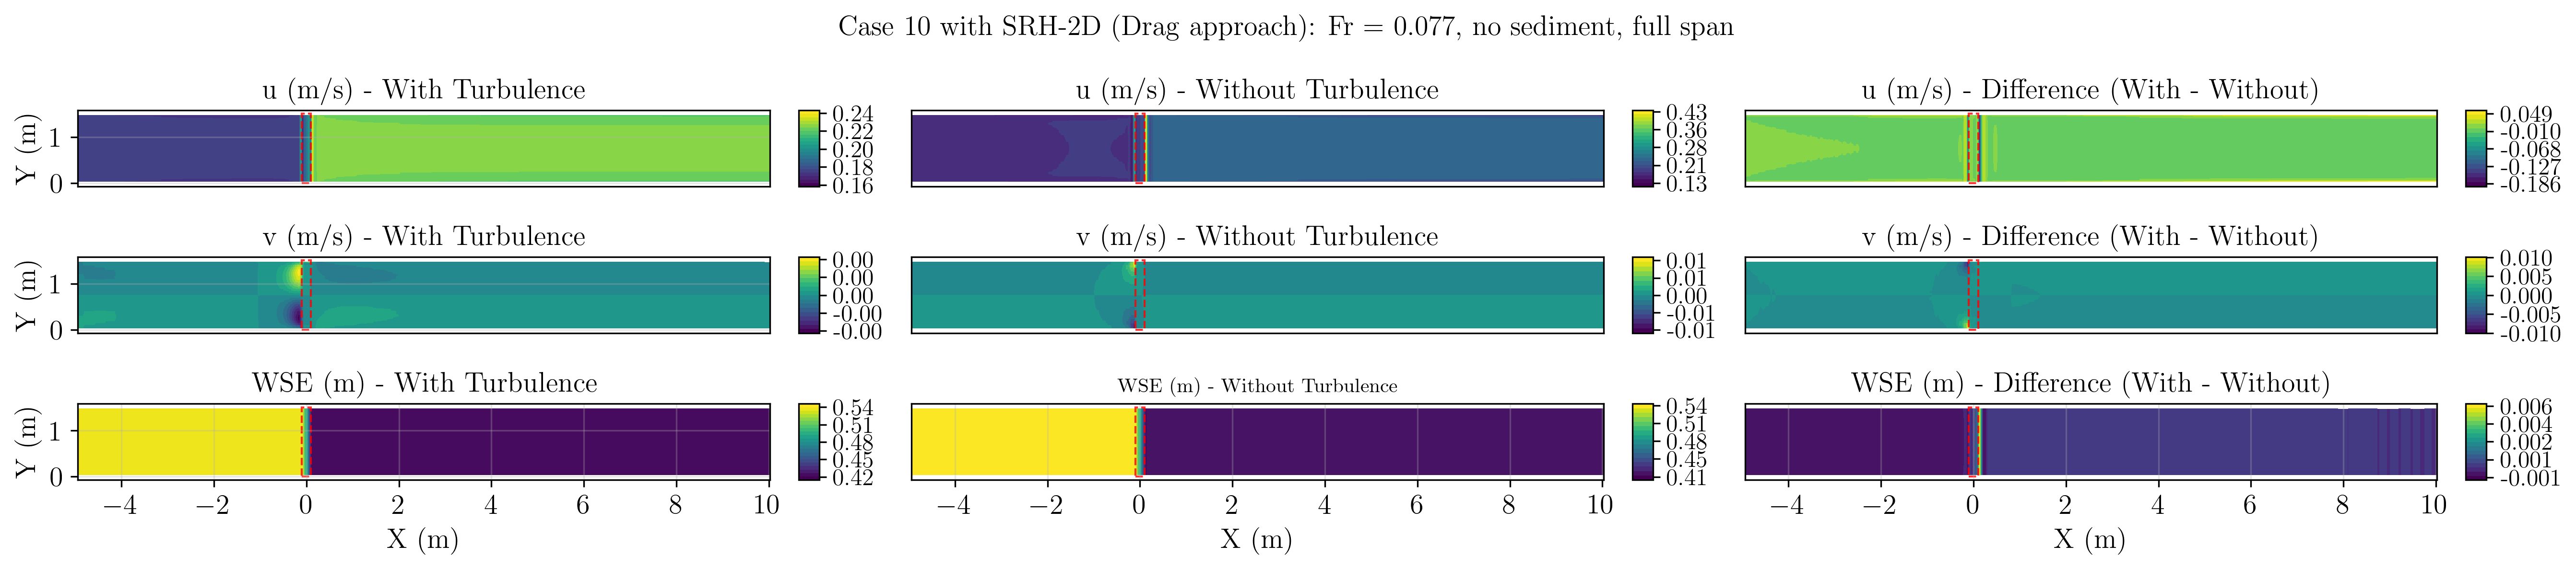 Case 10 with SRH-2D (Drag approach): Fr = 0.077, no sediment, full span
u (m/s) - With Turbulence
Y (m)
1
0
0.24
0.22
0.20
0.18
0.16
u (m/s) - Without Turbulence
0.43
0.36
0.28
0.21
0.13
u (m/s) - Difference (With - Without)
0.049
-0.010
-0.068
-0.127
-0.186
v (m/s) - With Turbulence
Y (m)
1
0
0.00
0.00
0.00
-0.00
-0.00
v (m/s) - Without Turbulence
0.01
0.01
0.00
-0.01
-0.01
v (m/s) - Difference (With - Without)
0.010
0.005
0.000
-0.005
-0.010
WSE (m) - With Turbulence
Y (m)
1
0
0.54
0.51
0.48
0.45
0.42
−4 −2 0 2 4 6 8 10
X (m)
WSE (m) - Without Turbulence
0.54
0.51
0.48
0.45
0.41
−4 −2 0 2 4 6 8 10
X (m)
WSE (m) - Difference (With - Without)
0.006
0.004
0.002
0.001
-0.001
−4 −2 0 2 4 6 8 10
X (m)